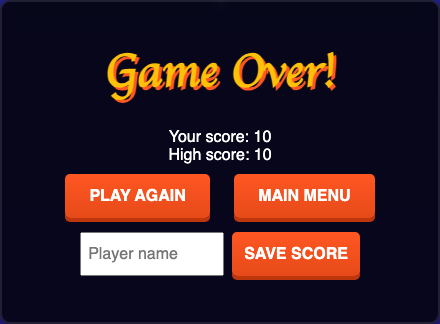 Game Over!
Your score: 10
High score: 10
PLAY AGAIN
MAIN MENU
Player name
SAVE SCORE